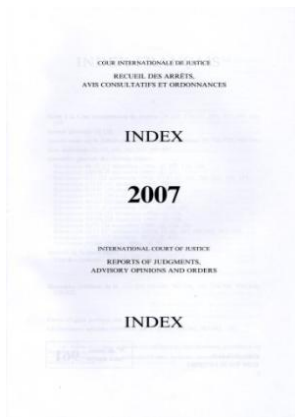 COUR INTERNATIONALE DE JUSTICE
RECUEIL DES ARRÊTS,
AVIS CONSULTATIFS ET ORDONNANCES
INDEX
2007
INTERNATIONAL COURT OF JUSTICE
REPORTS OF JUDGMENTS,
ADVISORY OPINIONS AND ORDERS
INDEX